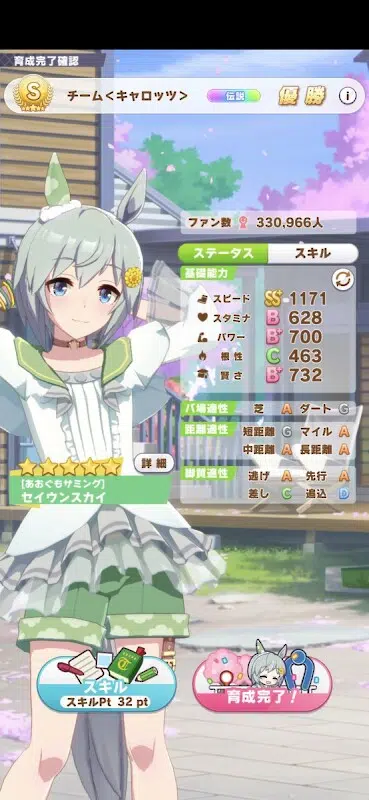 育成完了確認
S
チーム<キャロッツ>
伝説
優勝
i
ファン数 330,966人
ステータス スキル
基礎能力
スピード SS 1171
スタミナ B 628
パワー B+ 700
根性 C 463
賢さ B+ 732
バ場適性 芝 A ダート G
距離適性 短距離 G マイル A
中距離 A 長距離 A
脚質適性 逃げ A 先行 A
差し C 追込 D
詳細
[あおぐもサミング]
セイウンスカイ
スキル
スキルPt 32 pt
育成完了!